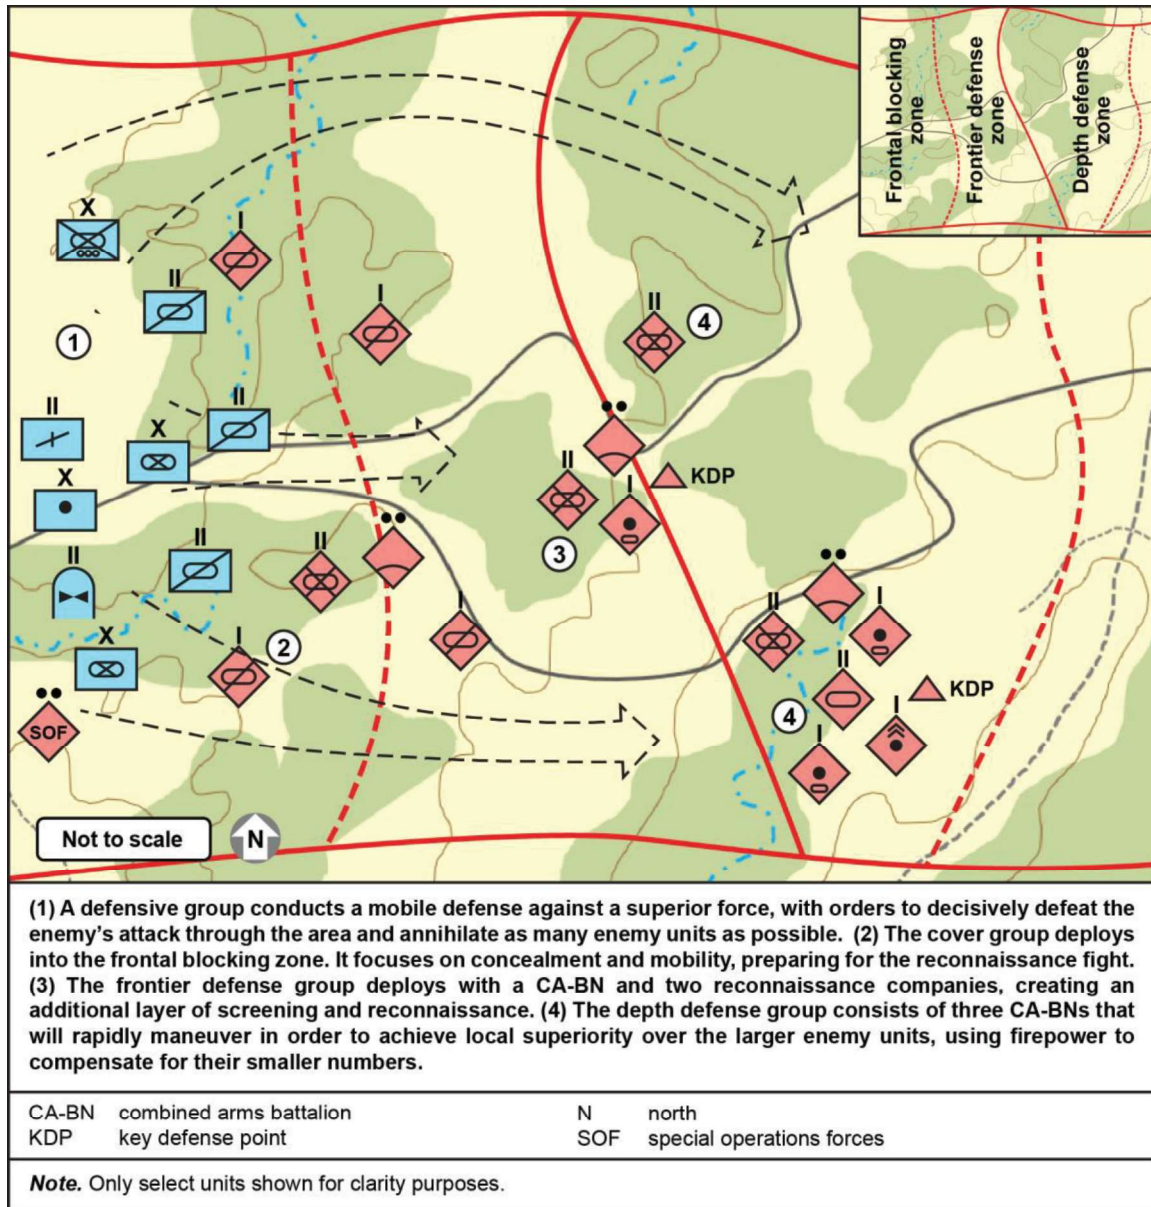 Frontal blocking
zone
Frontier defense
zone
Depth defense
zone
X
I
II
I
1
II
4
II
II
X
X
II
KDP
I
3
II
II
I
II
I
X
I
2
II
KDP
4
I
I
SOF
Not to scale
N
(1) A defensive group conducts a mobile defense against a superior force, with orders to decisively defeat the
enemy's attack through the area and annihilate as many enemy units as possible. (2) The cover group deploys
into the frontal blocking zone. It focuses on concealment and mobility, preparing for the reconnaissance fight.
(3) The frontier defense group deploys with a CA-BN and two reconnaissance companies, creating an
additional layer of screening and reconnaissance. (4) The depth defense group consists of three CA-BNs that
will rapidly maneuver in order to achieve local superiority over the larger enemy units, using firepower to
compensate for their smaller numbers.
CA-BN combined arms battalion N north
KDP key defense point SOF special operations forces
Note. Only select units shown for clarity purposes.